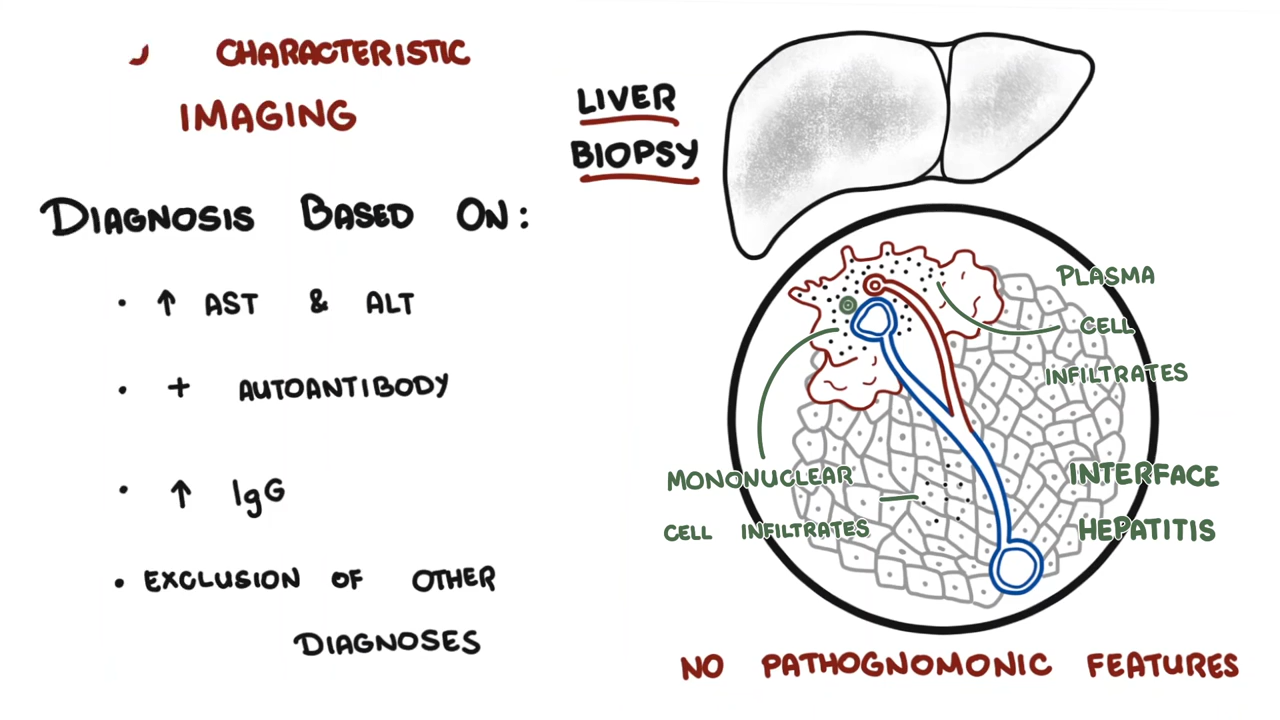 CHARACTERISTIC
IMAGING
DIAGNOSIS BASED ON:
• ↑ AST & ALT
• + AUTOANTIBODY
• ↑ IgG
• EXCLUSION OF OTHER
DIAGNOSES
LIVER
BIOPSY
PLASMA
CELL
INFILTRATES
MONONUCLEAR
CELL INFILTRATES
INTERFACE
HEPATITIS
NO PATHOGNOMONIC FEATURES